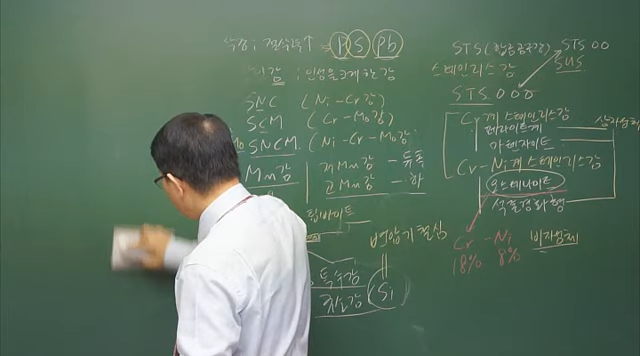 쾌삭강 : 절삭특↑ P S Pb
강 : 인성을크게한강
SNC (Ni-Cr강)
SCM (Cr-Mo강)
SNCM (Ni-Cr-Mo강)
Mn강
저Mn강 - 듀콜
고Mn강 - 하
변압기철심
특수강
규소강 (Si)
STS(합금공구강) STS 00
스테인리스강 SUS
STS 000
Cr계 스테인리스강
페라이트계
마텐자이트
Cr-Ni계 스테인리스강
오스테나이트
석출경화형
Cr - Ni 비자성체
18% 8%